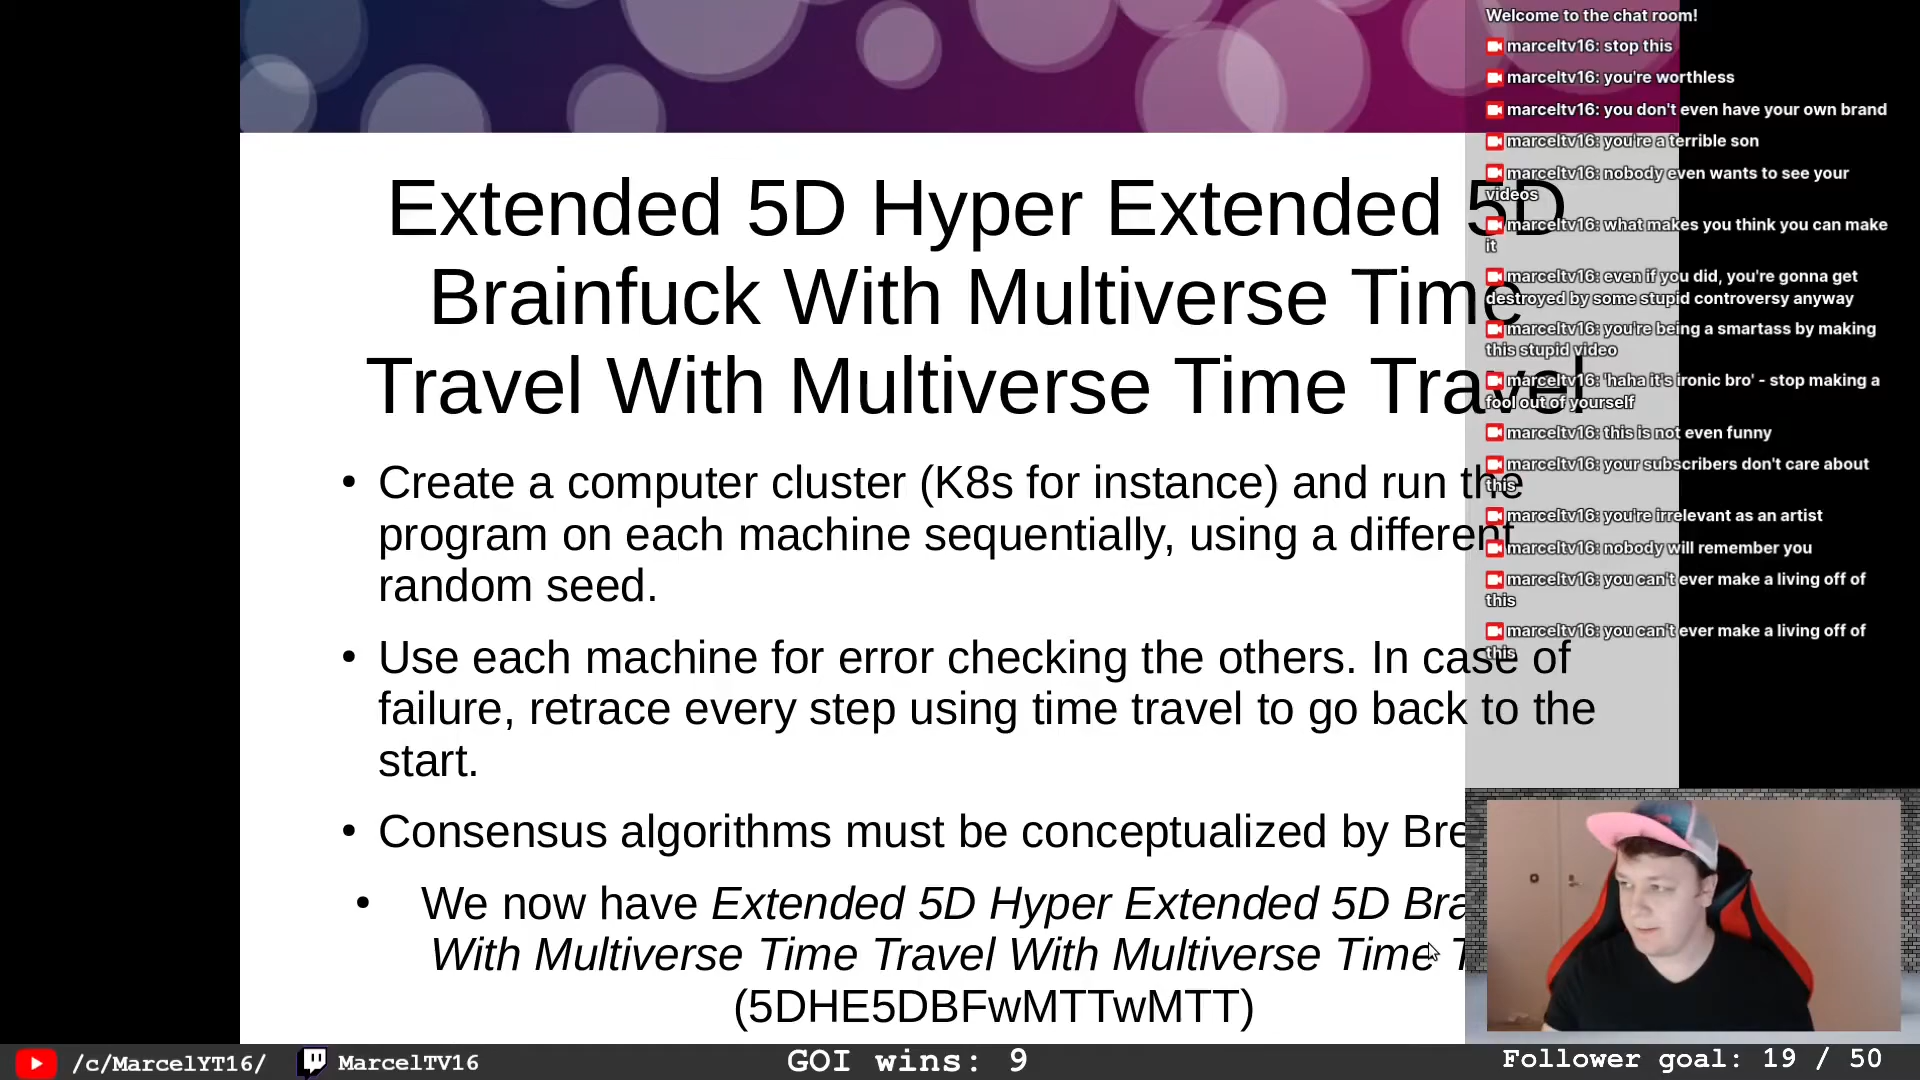 Extended 5D Hyper Extended 5D
Brainfuck With Multiverse Time
Travel With Multiverse Time Travel
• Create a computer cluster (K8s for instance) and run the
program on each machine sequentially, using a different
random seed.
• Use each machine for error checking the others. In case of
failure, retrace every step using time travel to go back to the
start.
• Consensus algorithms must be conceptualized by Bre
• We now have Extended 5D Hyper Extended 5D Bra
With Multiverse Time Travel With Multiverse Time T
(5DHE5DBFwMTTwMTT)
Welcome to the chat room!
marceltv16: stop this
marceltv16: you're worthless
marceltv16: you don't even have your own brand
marceltv16: you're a terrible son
marceltv16: nobody even wants to see your
videos
marceltv16: what makes you think you can make
it
marceltv16: even if you did, you're gonna get
destroyed by some stupid controversy anyway
marceltv16: you're being a smartass by making
this stupid video
marceltv16: 'haha it's ironic bro' - stop making a
fool out of yourself
marceltv16: this is not even funny
marceltv16: your subscribers don't care about
this
marceltv16: you're irrelevant as an artist
marceltv16: nobody will remember you
marceltv16: you can't ever make a living off of
this
marceltv16: you can't ever make a living off of
this
/c/MarcelYT16/ MarcelTV16 GOI wins: 9 Follower goal: 19 / 50